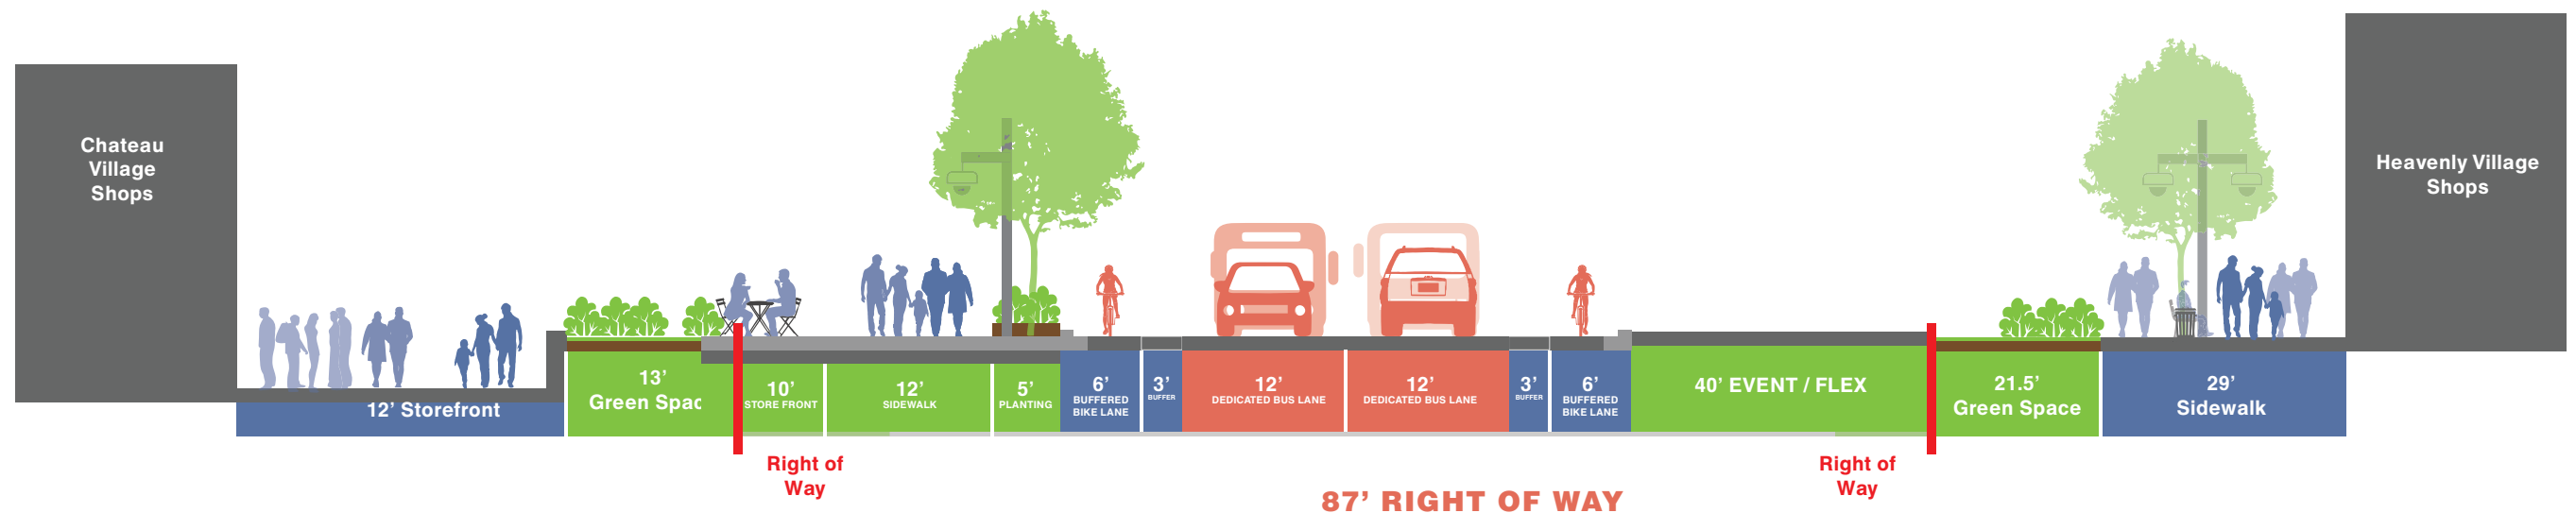 Chateau
Village
Shops
Heavenly Village
Shops
12’ Storefront
13’
Green Spac
10’
STORE FRONT
12’
SIDEWALK
5’
PLANTING
6’
BUFFERED
BIKE LANE
3’
BUFFER
12’
DEDICATED BUS LANE
12’
DEDICATED BUS LANE
3’
BUFFER
6’
BUFFERED
BIKE LANE
40’ EVENT / FLEX
21.5’
Green Space
29’
Sidewalk
Right of
Way
Right of
Way
87’ RIGHT OF WAY